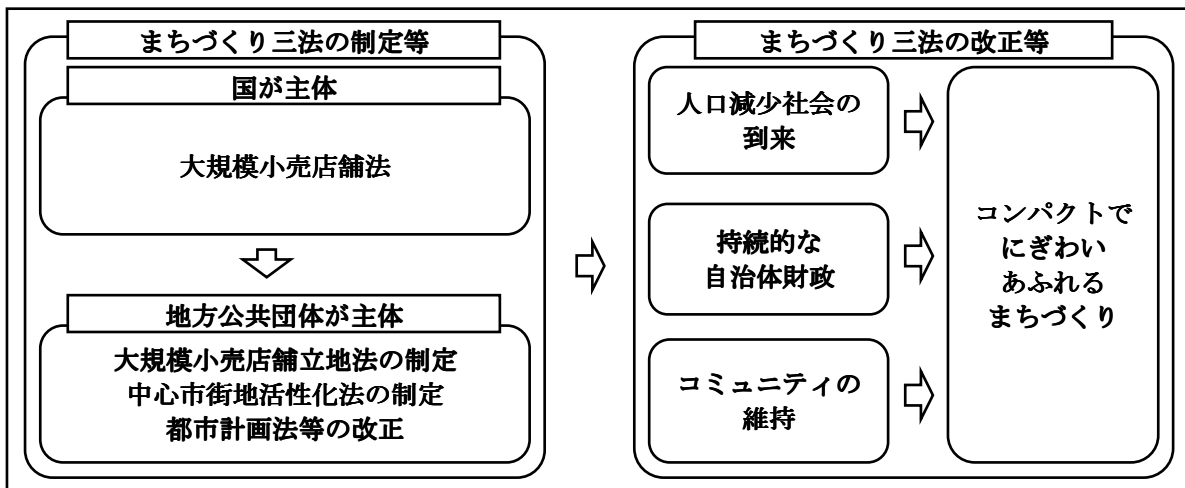 まちづくり三法の制定等
国が主体
大規模小売店舗法
地方公共団体が主体
大規模小売店舗立地法の制定
中心市街地活性化法の制定
都市計画法等の改正
まちづくり三法の改正等
人口減少社会の
到来
持続的な
自治体財政
コミュニティの
維持
コンパクトで
にぎわい
あふれる
まちづくり